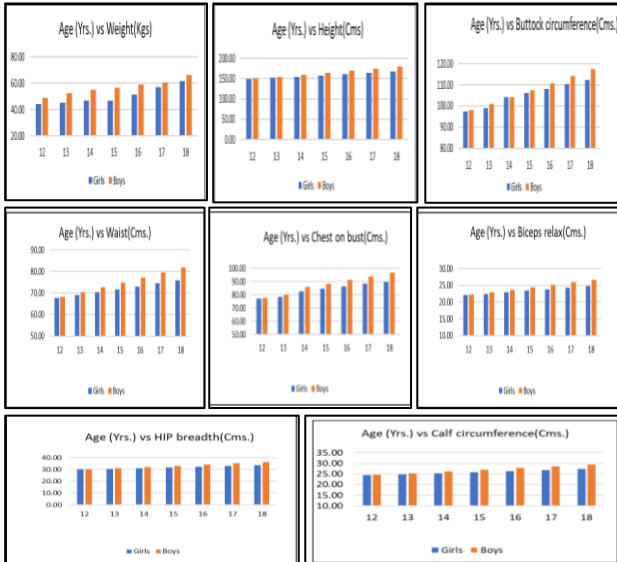 Age (Yrs.) vs Weight(Kgs)
80.00
60.00
40.00
20.00
12 13 14 15 16 17 18
Girls Boys
Age (Yrs.) vs Height(Cms)
200.00
150.00
100.00
50.00
0.00
12 13 14 15 16 17 18
Girls Boys
Age (Yrs.) vs Buttock circumference(Cms.)
120.00
110.00
100.00
90.00
80.00
12 13 14 15 16 17 18
Girls Boys
Age (Yrs.) vs Waist(Cms.)
90.00
80.00
70.00
60.00
50.00
12 13 14 15 16 17 18
Girls Boys
Age (Yrs.) vs Chest on bust(Cms.)
100.00
90.00
80.00
70.00
60.00
50.00
12 13 14 15 16 17 18
Girls Boys
Age (Yrs.) vs Biceps relax(Cms.)
30.00
25.00
20.00
15.00
10.00
12 13 14 15 16 17 18
Girls Boys
Age (Yrs.) vs HIP breadth(Cms.)
40.00
30.00
20.00
10.00
0.00
12 13 14 15 16 17 18
Girls Boys
Age (Yrs.) vs Calf circumference(Cms.)
35.00
30.00
25.00
20.00
15.00
10.00
12 13 14 15 16 17 18
Girls Boys